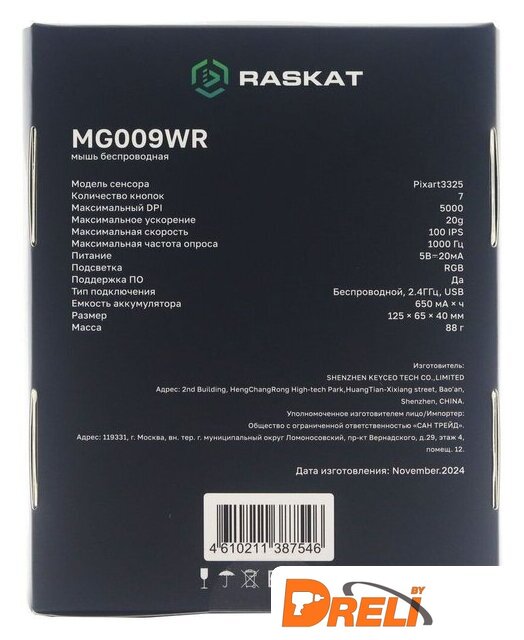 RASKAT
MG009WR
мышь беспроводная
Модель сенсора Pixart3325
Количество кнопок 7
Максимальный DPI 5000
Максимальное ускорение 20g
Максимальная скорость 100 IPS
Максимальная частота опроса 1000 Гц
Питание 5В=20мА
Подсветка RGB
Поддержка ПО Да
Тип подключения Беспроводной, 2.4ГГц, USB
Емкость аккумулятора 650 мА × ч
Размер 125 × 65 × 40 мм
Масса 88 г
Изготовитель:
SHENZHEN KEYCEO TECH CO.,LIMITED
Адрес: 2nd Building, HengChangRong High-tech Park,HuangTian-Xixiang street, Bao'an,
Shenzhen, CHINA.
Уполномоченное изготовителем лицо/Импортер:
Общество с ограниченной ответственностью «САН ТРЕЙД».
Адрес: 119331, г. Москва, вн. тер. г. муниципальный округ Ломоносовский, пр-кт Вернадского, д.29, этаж 4,
помещ. 12.
Дата изготовления: November.2024
4 610211 387546
DRELI BY